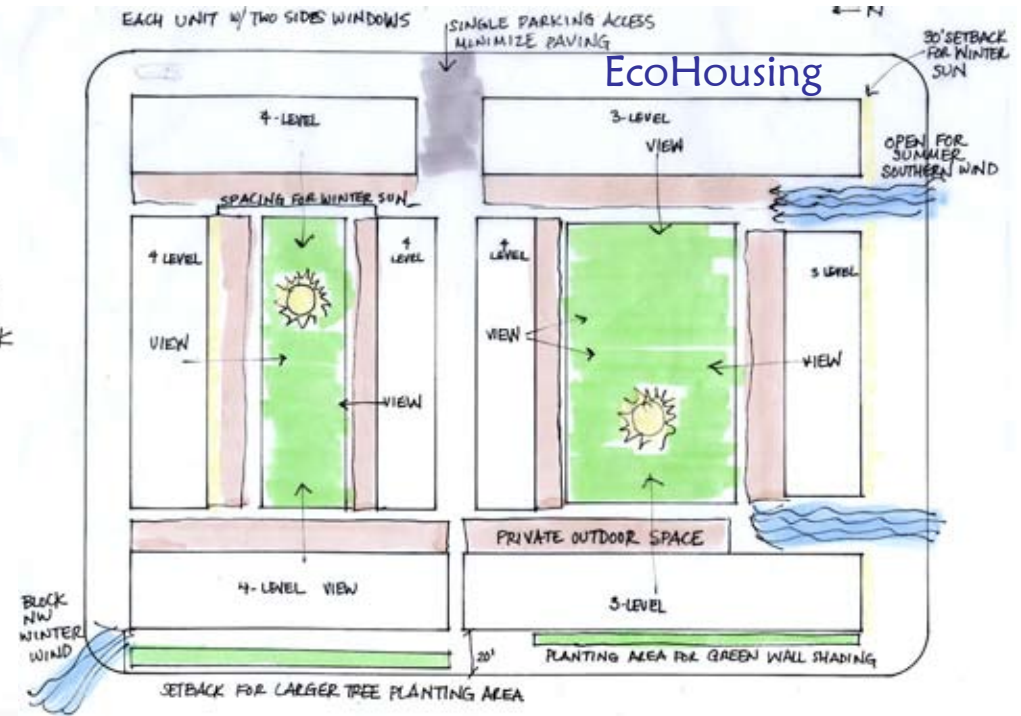 EACH UNIT W/ TWO SIDES WINDOWS
SINGLE PARKING ACCESS
MINIMIZE PAVING
N
EcoHousing
30' SETBACK
FOR WINTER
SUN
4-LEVEL
3-LEVEL
VIEW
OPEN FOR
SUMMER
SOUTHERN WIND
SPACING FOR WINTER SUN
4 LEVEL
4
LEVEL
4
LEVEL
3 LEVEL
K
VIEW
VIEW
VIEW
VIEW
PRIVATE OUTDOOR SPACE
4-LEVEL VIEW
3-LEVEL
BLOCK
NW
WINTER
WIND
20'
PLANTING AREA FOR GREEN WALL SHADING
SETBACK FOR LARGER TREE PLANTING AREA